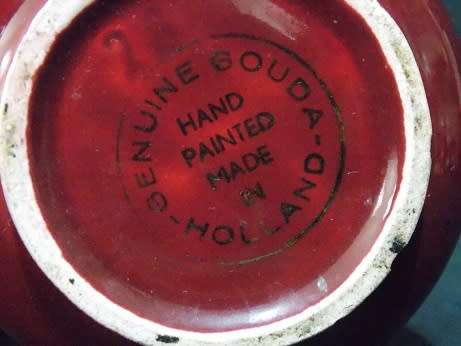 GENUINE GOUDA
HAND
PAINTED
MADE
IN
-HOLLAND-